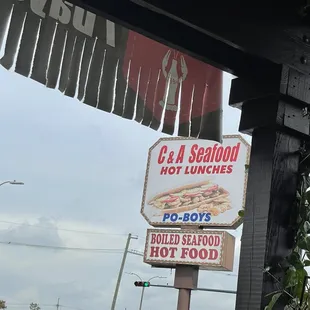 C & A Seafood
HOT LUNCHES
PO-BOYS
BOILED SEAFOOD
HOT FOOD